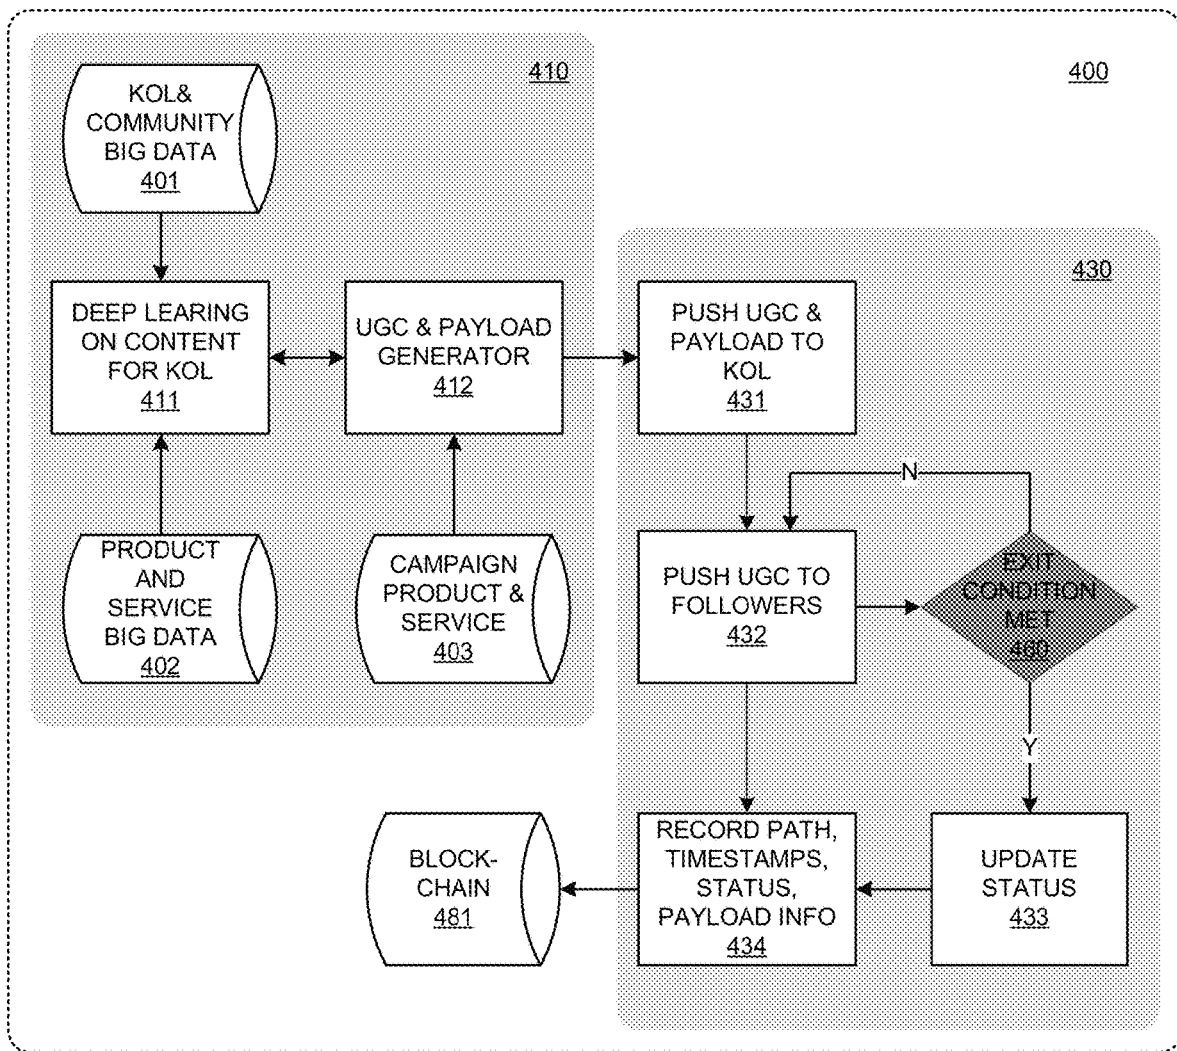 410
400
KOL&
COMMUNITY
BIG DATA
401
430
DEEP LEARING
ON CONTENT
FOR KOL
411
UGC & PAYLOAD
GENERATOR
412
PUSH UGC &
PAYLOAD TO
KOL
431
N
PRODUCT
AND
SERVICE
BIG DATA
402
CAMPAIGN
PRODUCT &
SERVICE
403
PUSH UGC TO
FOLLOWERS
432
EXIT
CONDITION
MET
460
Y
BLOCK-
CHAIN
481
RECORD PATH,
TIMESTAMPS,
STATUS,
PAYLOAD INFO
434
UPDATE
STATUS
433